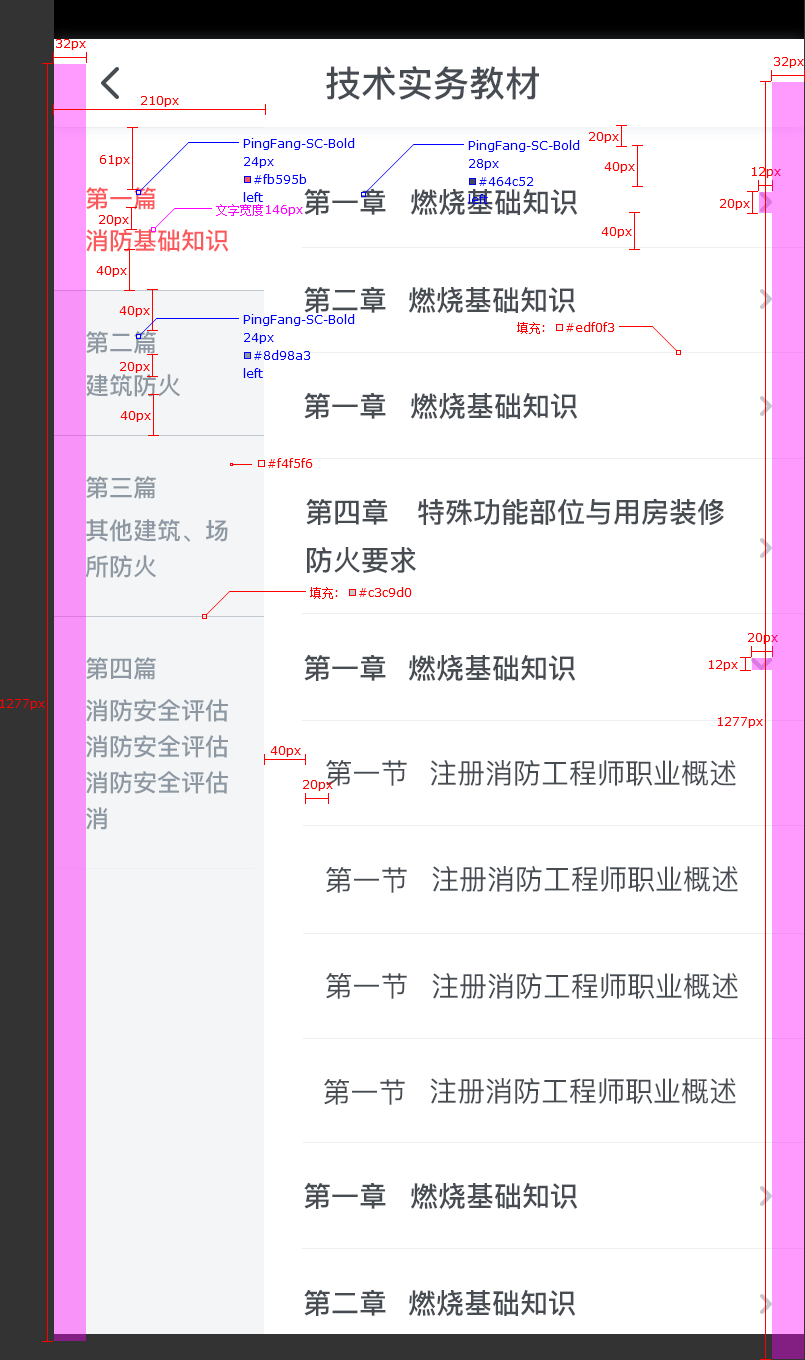 32px
技术实务教材
32px
210px
20px
61px
PingFang-SC-Bold
24px
#fb595b
left
PingFang-SC-Bold
28px
#464c52
40px
12px
20px
第一篇
20px
文字宽度146px
消防基础知识
40px
第一章 燃烧基础知识
40px
40px
PingFang-SC-Bold
24px
#8d98a3
left
第二篇
20px
建筑防火
40px
第二章 燃烧基础知识
填充: #edf0f3
第一章 燃烧基础知识
#f4f5f6
第三篇
其他建筑、场
所防火
第四章 特殊功能部位与用房装修
防火要求
填充: #c3c9d0
第四篇
消防安全评估
消防安全评估
消防安全评估
消
第一章 燃烧基础知识
20px
12px
1277px
1277px
40px
20px
第一节 注册消防工程师职业概述
第一节 注册消防工程师职业概述
第一节 注册消防工程师职业概述
第一节 注册消防工程师职业概述
第一章 燃烧基础知识
第二章 燃烧基础知识